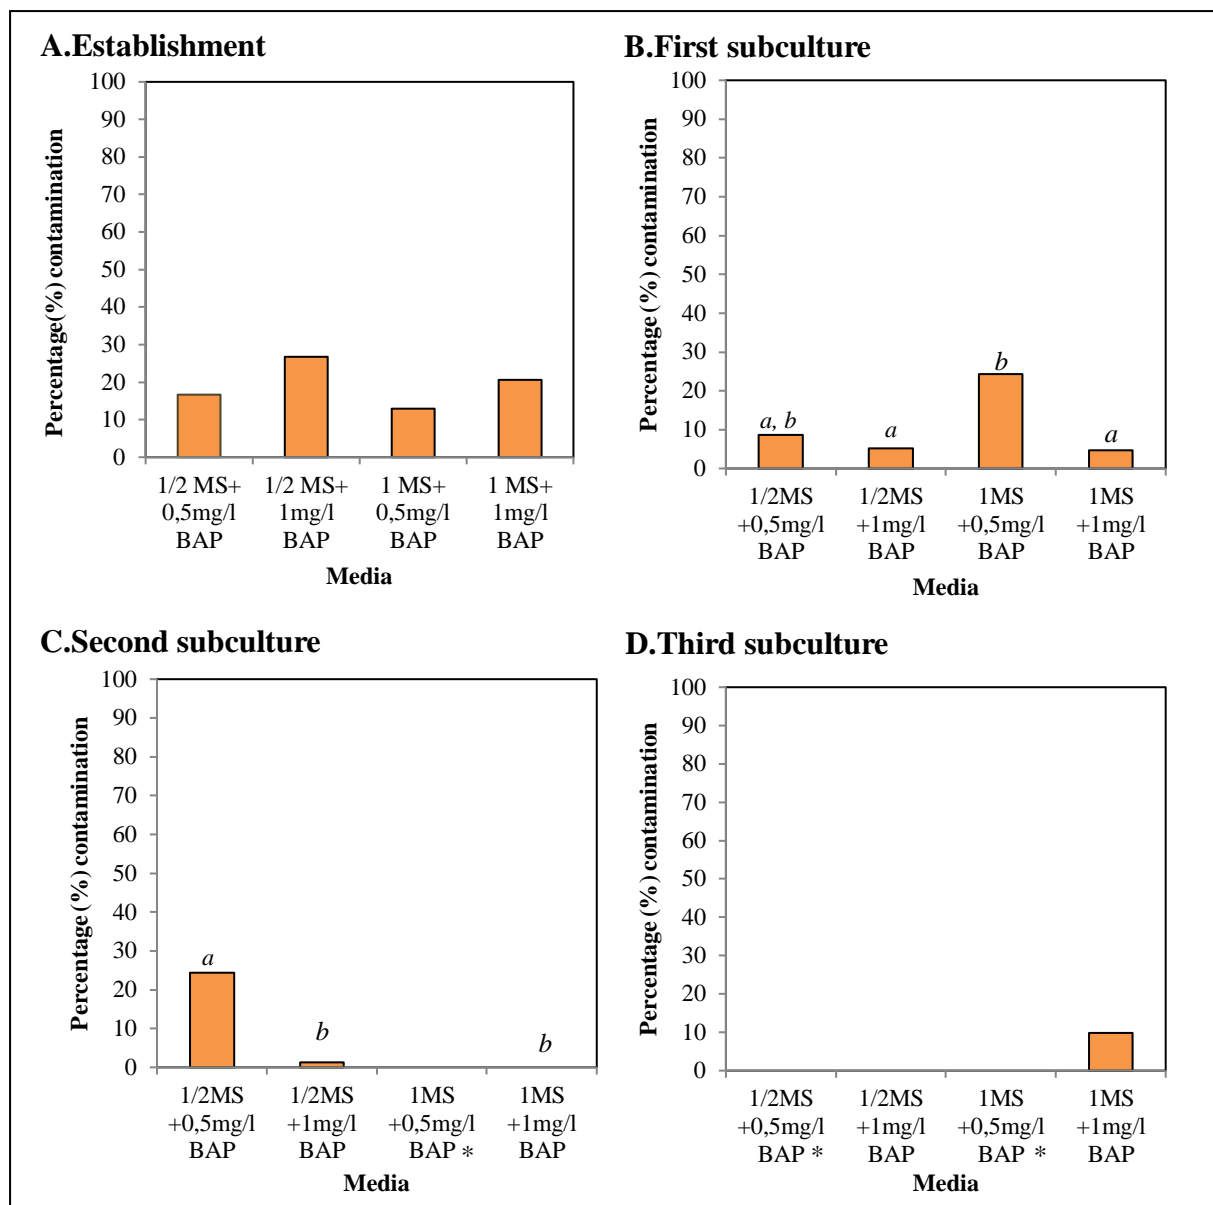 A.Establishment
Percentage(%) contamination
100
90
80
70
60
50
40
30
20
10
0
1/2 MS+ 1/2 MS+ 1 MS+ 1 MS+
0,5mg/l 1mg/l 0,5mg/l 1mg/l
BAP BAP BAP BAP
Media
B.First subculture
Percentage (%) contamination
100
90
80
70
60
50
40
30
20
10
0
a, b a b a
1/2MS 1/2MS 1MS 1MS
+0,5mg/l +1mg/l +0,5mg/l +1mg/l
BAP BAP BAP BAP
Media
C.Second subculture
Percentage (%) contamination
100
90
80
70
60
50
40
30
20
10
0
a b b
1/2MS 1/2MS 1MS 1MS
+0,5mg/l +1mg/l +0,5mg/l +1mg/l
BAP BAP BAP * BAP
Media
D.Third subculture
Percentage (%) contamination
100
90
80
70
60
50
40
30
20
10
0
1/2MS 1/2MS 1MS 1MS
+0,5mg/l +1mg/l +0,5mg/l +1mg/l
BAP * BAP BAP * BAP
Media